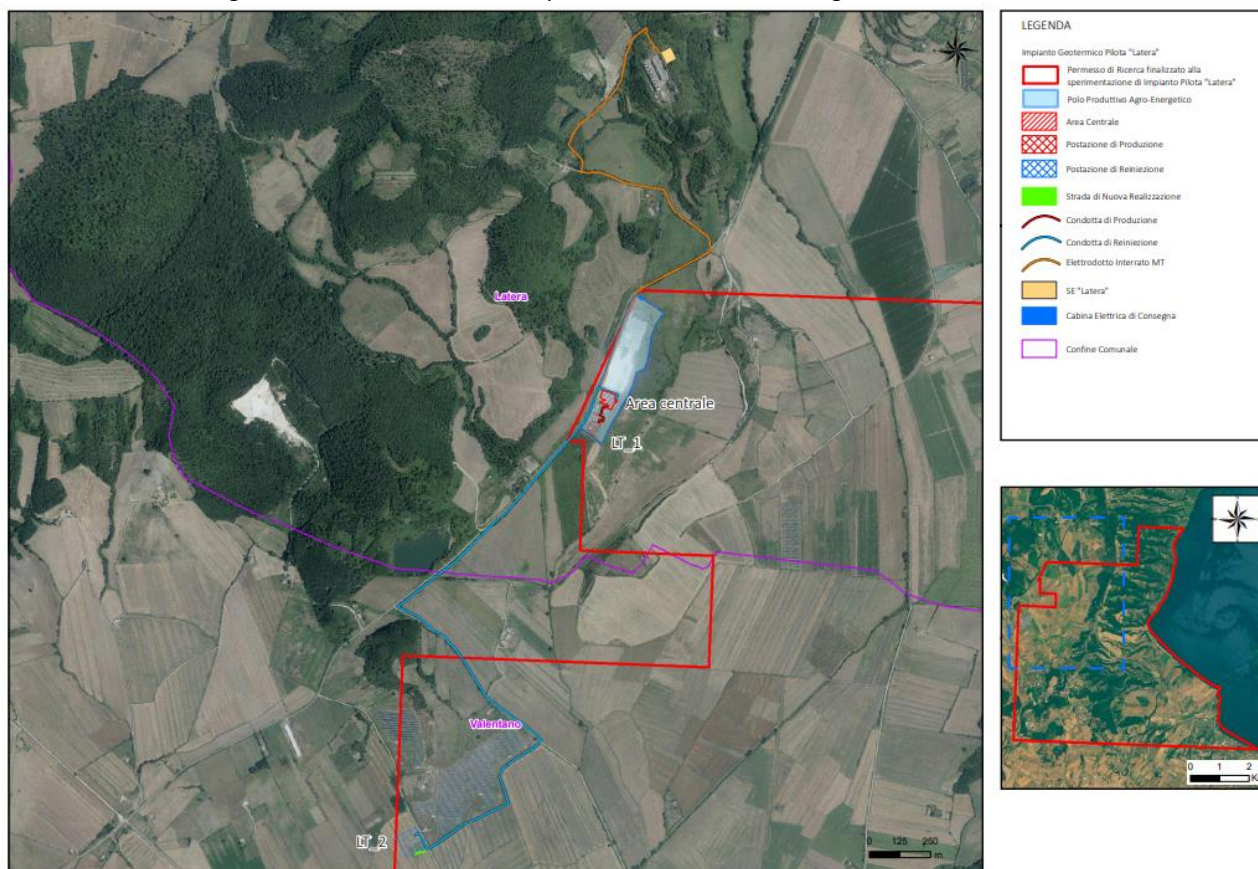 LEGENDA
Impianto Geotermico Pilota "Latera"
Permesso di Ricerca finalizzato alla
sperimentazione di Impianto Pilota "Latera"
Polo Produttivo Agro-Energetico
Area Centrale
Postazione di Produzione
Postazione di Reiniezione
Strada di Nuova Realizzazione
Condotta di Produzione
Condotta di Reiniezione
Elettrodotto Interrato MT
SE "Latera"
Cabina Elettrica di Consegna
Confine Comunale
Latera
Area centrale
LT_1
Valentano
LT_2
0 125 250
m
0 1 2